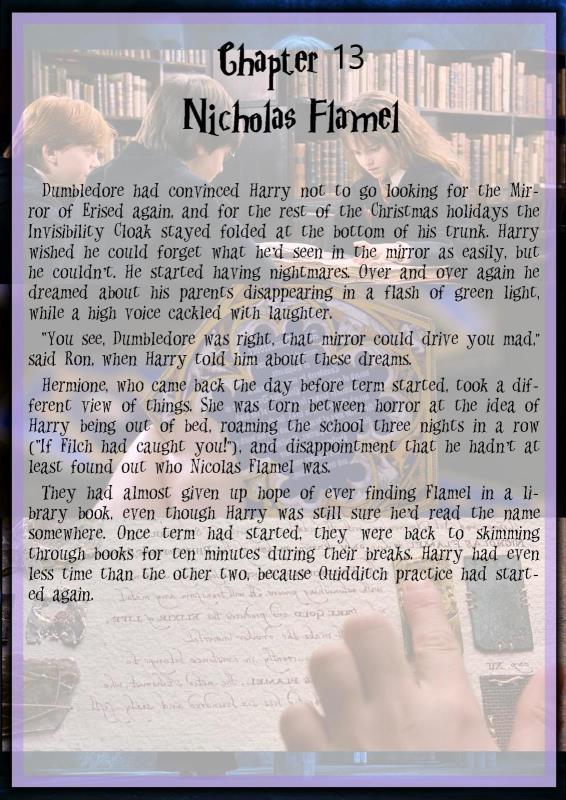 Chapter 13
Nicholas Flamel
Dumbledore had convinced Harry not to go looking for the Mir-
ror of Erised again, and for the rest of the Christmas holidays the
Invisibility Cloak stayed folded at the bottom of his trunk. Harry
wished he could forget what he'd seen in the mirror as easily, but
he couldn't. He started having nightmares. Over and over again he
dreamed about his parents disappearing in a flash of green light,
while a high voice cackled with laughter.
"You see, Dumbledore was right, that mirror could drive you mad,"
said Ron, when Harry told him about these dreams.
Hermione, who came back the day before term started, took a dif-
ferent view of things. She was torn between horror at the idea of
Harry being out of bed, roaming the school three nights in a row
("If Filch had caught you!"), and disappointment that he hadn't at
least found out who Nicolas Flamel was.
They had almost given up hope of ever finding Flamel in a li-
brary book, even though Harry was still sure he'd read the name
somewhere. Once term had started, they were back to skimming
through books for ten minutes during their breaks. Harry had even
less time than the other two, because Quidditch practice had start-
ed again.